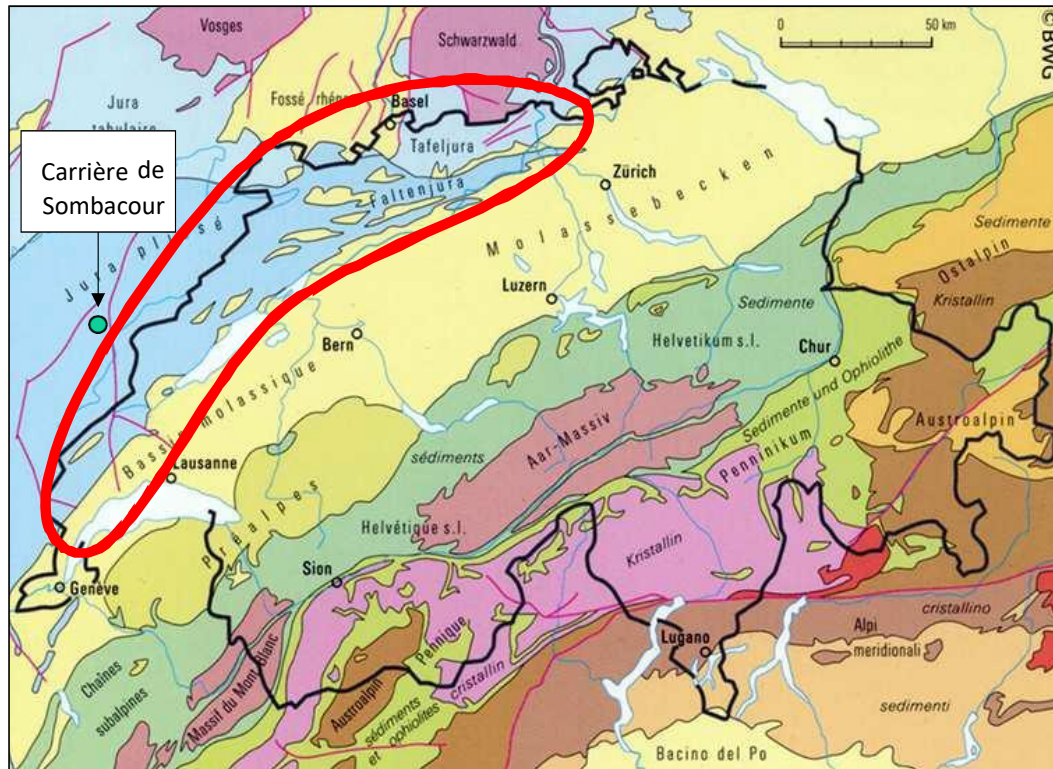 Vosges
Schwarzwald
0
50 km
©BWG
Fossé rhén
Basel
Jura
tabulaire
Tafeljura
Carrière de
Sombacour
Faltenjura
Zürich
Jura plissé
Molassebecken
Sedimente
Ostalpin
Kristallin
Luzern
Sedimente
Helvetikum s.l.
Bern
Chur
Sedimente und Ophiolithe
Bassin molassique
Aar-Massiv
Penninikum
Austroalpin
Lausanne
sédiments
Préalpes
Helvétique s.l.
Kristallin
Sion
Genève
cristallino
Alpi
meridionali
Lugano
Massif du Mont Blanc
Pennique
cristallin
Chaînes
subalpines
Austroalpin
sédiments
et ophiolites
sedimenti
Bacino del Po